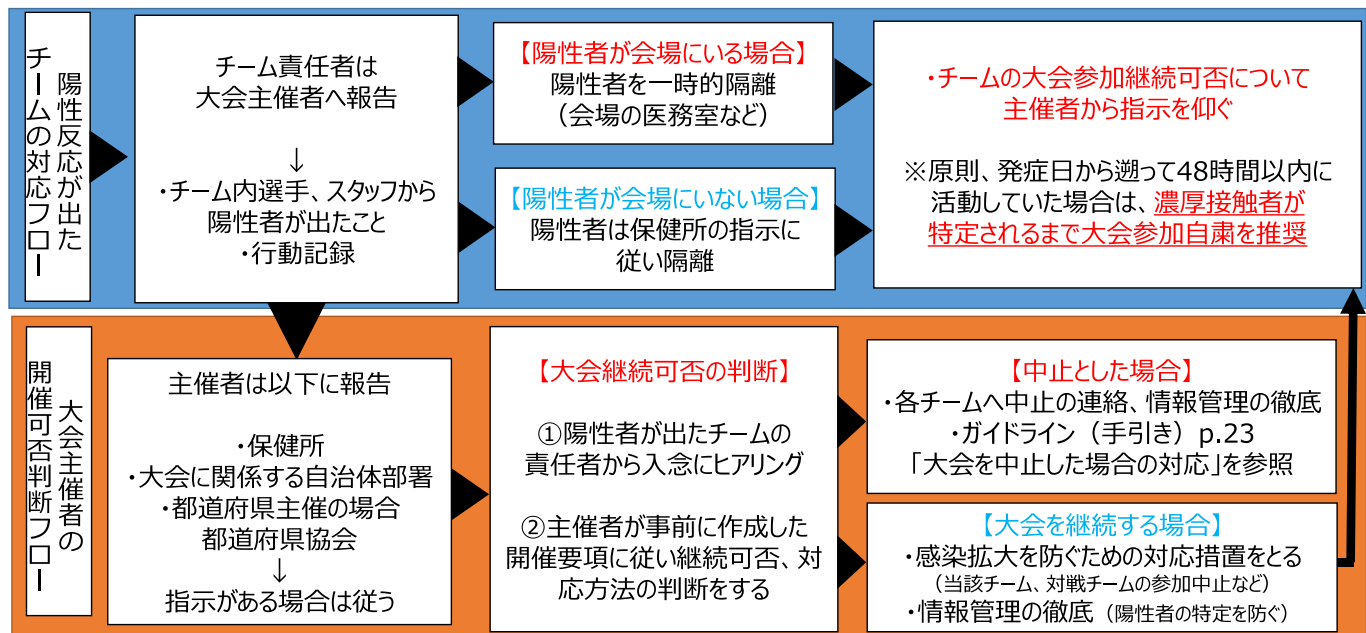 陽性反応が出た
チームの対応フロー
チーム責任者は
大会主催者へ報告
↓
・チーム内選手、スタッフから
陽性者が出たこと
・行動記録
【陽性者が会場にいる場合】
陽性者を一時的隔離
（会場の医務室など）
【陽性者が会場にいない場合】
陽性者は保健所の指示に
従い隔離
・チームの大会参加継続可否について
主催者から指示を仰ぐ
※原則、発症日から遡って48時間以内に
活動していた場合は、濃厚接触者が
特定されるまで大会参加自粛を推奨
大会主催者の
開催可否判断フロー
主催者は以下に報告
・保健所
・大会に関係する自治体部署
・都道府県主催の場合
都道府県協会
↓
指示がある場合は従う
【大会継続可否の判断】
①陽性者が出たチームの
責任者から入念にヒアリング
②主催者が事前に作成した
開催要項に従い継続可否、対
応方法の判断をする
【中止とした場合】
・各チームへ中止の連絡、情報管理の徹底
・ガイドライン（手引き）p.23
「大会を中止した場合の対応」を参照
【大会を継続する場合】
・感染拡大を防ぐための対応措置をとる
（当該チーム、対戦チームの参加中止など）
・情報管理の徹底（陽性者の特定を防ぐ）